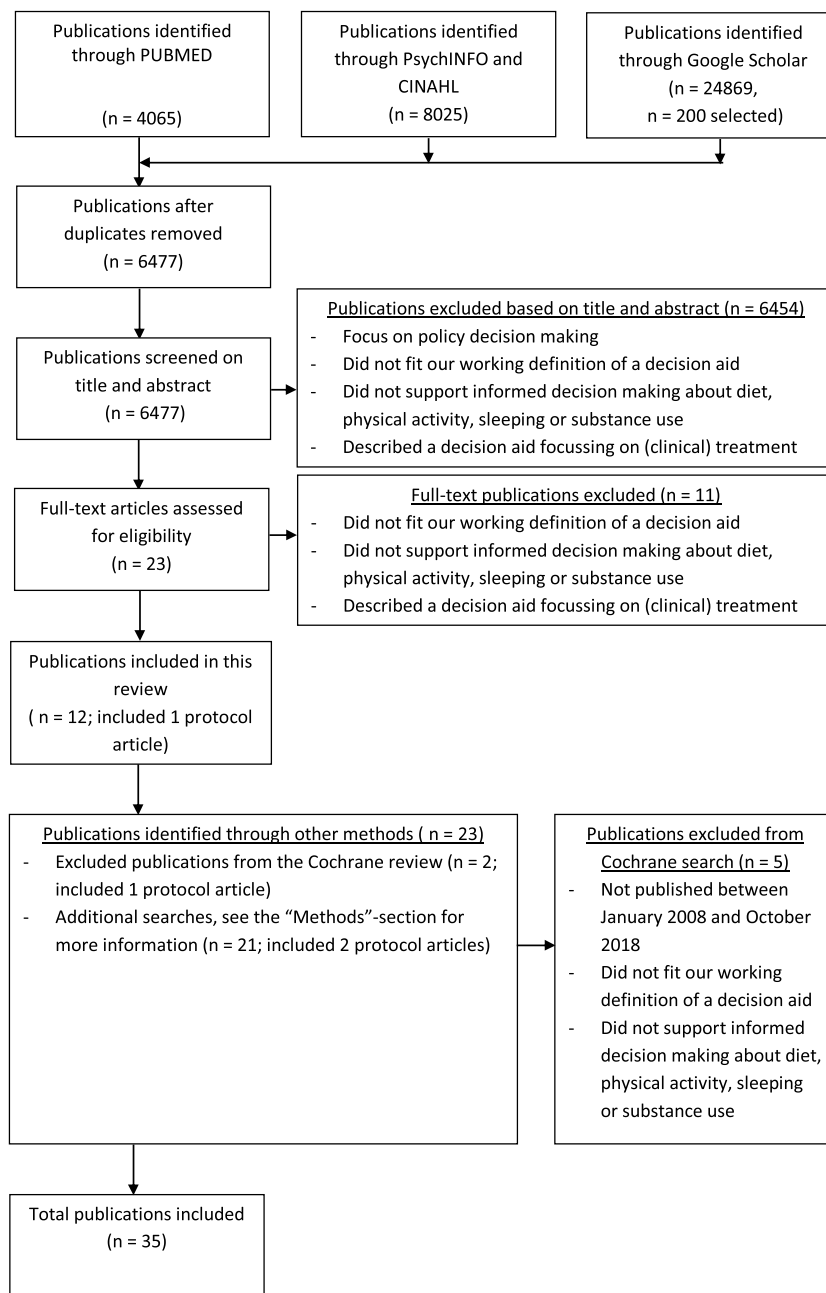 Publications identified
through PUBMED
(n = 4065)
Publications identified
through PsychINFO and
CINAHL
(n = 8025)
Publications identified
through Google Scholar
(n = 24869,
n = 200 selected)
Publications after
duplicates removed
(n = 6477)
Publications screened on
title and abstract
(n = 6477)
Publications excluded based on title and abstract (n = 6454)
- Focus on policy decision making
- Did not fit our working definition of a decision aid
- Did not support informed decision making about diet,
physical activity, sleeping or substance use
- Described a decision aid focussing on (clinical) treatment
Full-text articles assessed
for eligibility
(n = 23)
Full-text publications excluded (n = 11)
- Did not fit our working definition of a decision aid
- Did not support informed decision making about diet,
physical activity, sleeping or substance use
- Described a decision aid focussing on (clinical) treatment
Publications included in this
review
( n = 12; included 1 protocol
article)
Publications identified through other methods ( n = 23)
- Excluded publications from the Cochrane review (n = 2;
included 1 protocol article)
- Additional searches, see the “Methods”-section for
more information (n = 21; included 2 protocol articles)
Publications excluded from
Cochrane search (n = 5)
- Not published between
January 2008 and October
2018
- Did not fit our working
definition of a decision aid
- Did not support informed
decision making about diet,
physical activity, sleeping
or substance use
Total publications included
(n = 35)